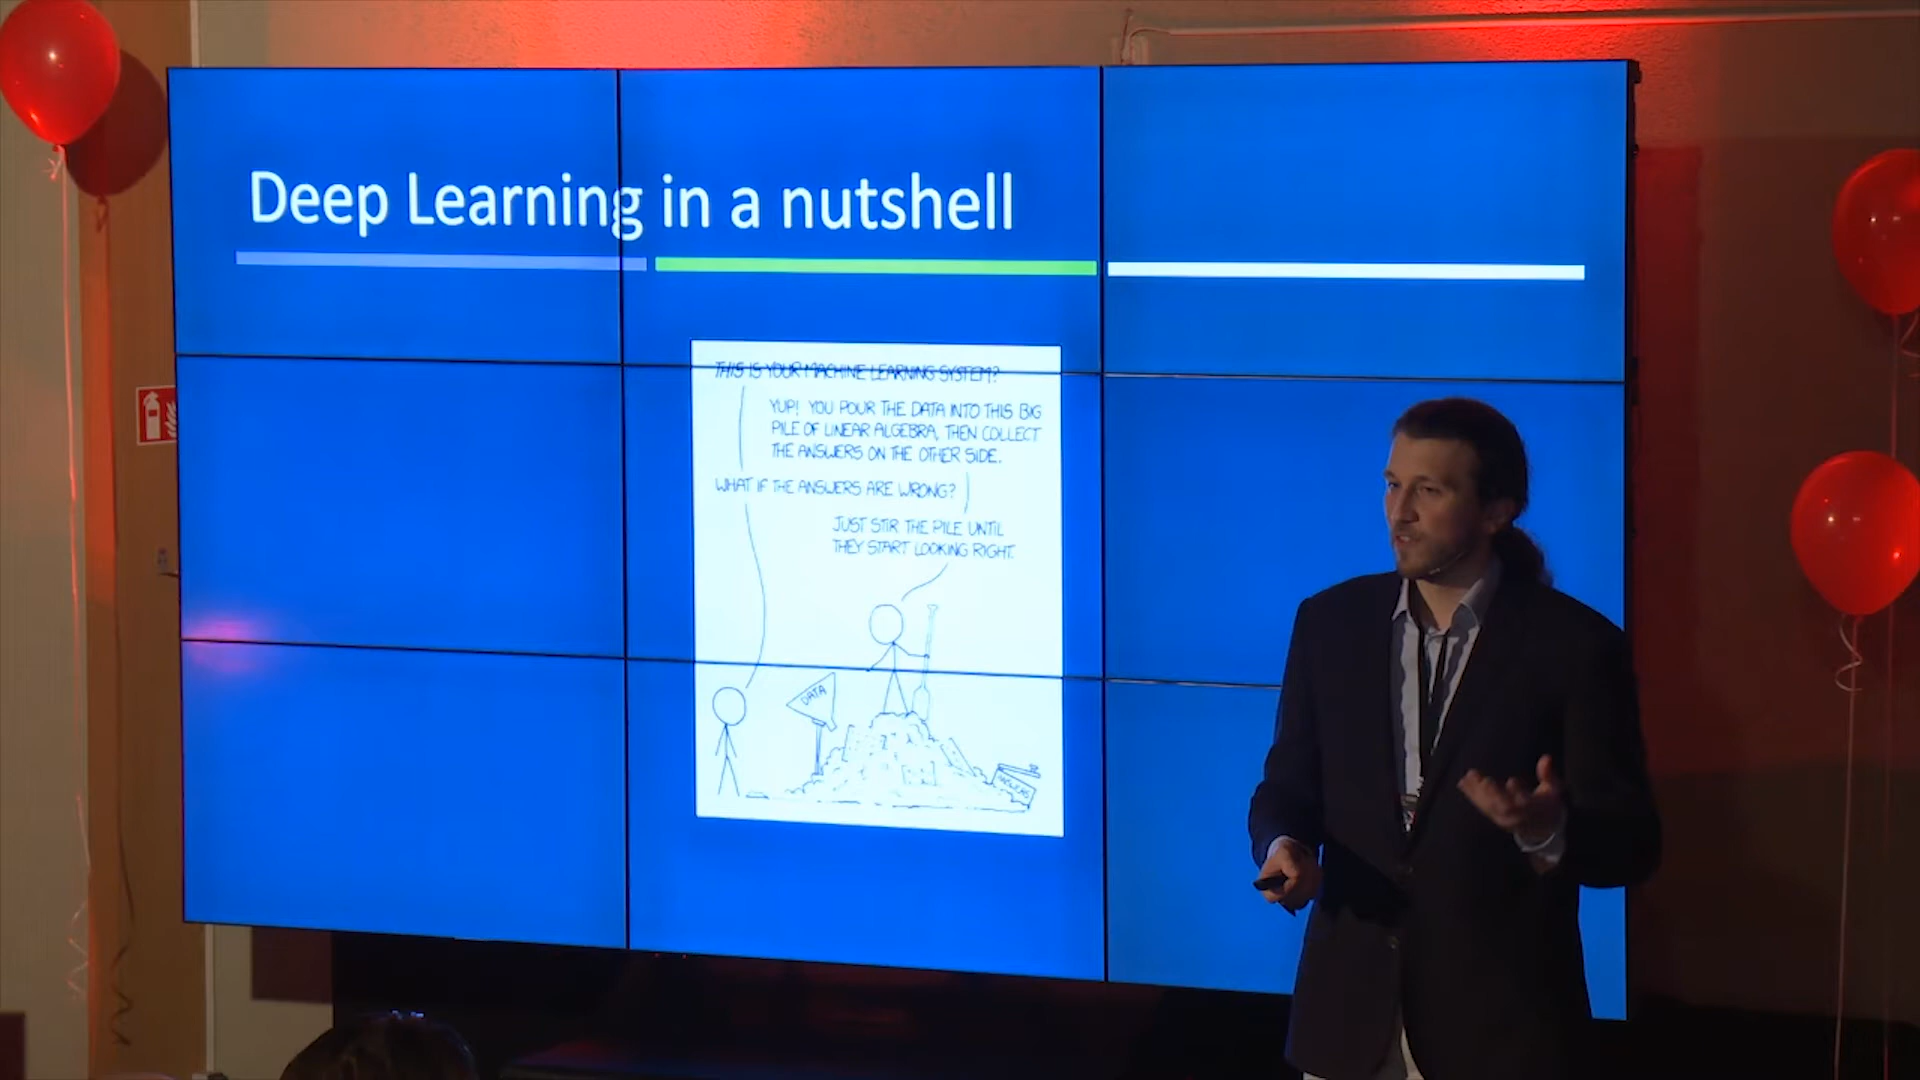 Deep Learning in a nutshell
THIS IS YOUR MACHINE LEARNING SYSTEM?
YUP! YOU POUR THE DATA INTO THIS BIG
PILE OF LINEAR ALGEBRA, THEN COLLECT
THE ANSWERS ON THE OTHER SIDE.
WHAT IF THE ANSWERS ARE WRONG?
JUST STIR THE PILE UNTIL
THEY START LOOKING RIGHT.
DATA
ANSWERS